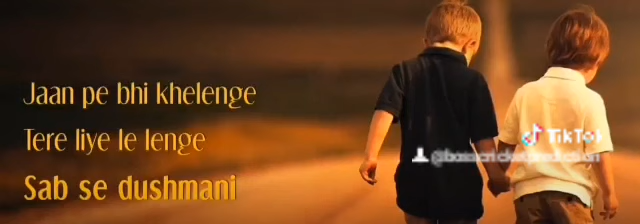 Jaan pe bhi khelenge
Tere liye le lenge
Sab se dushmani
TikTok